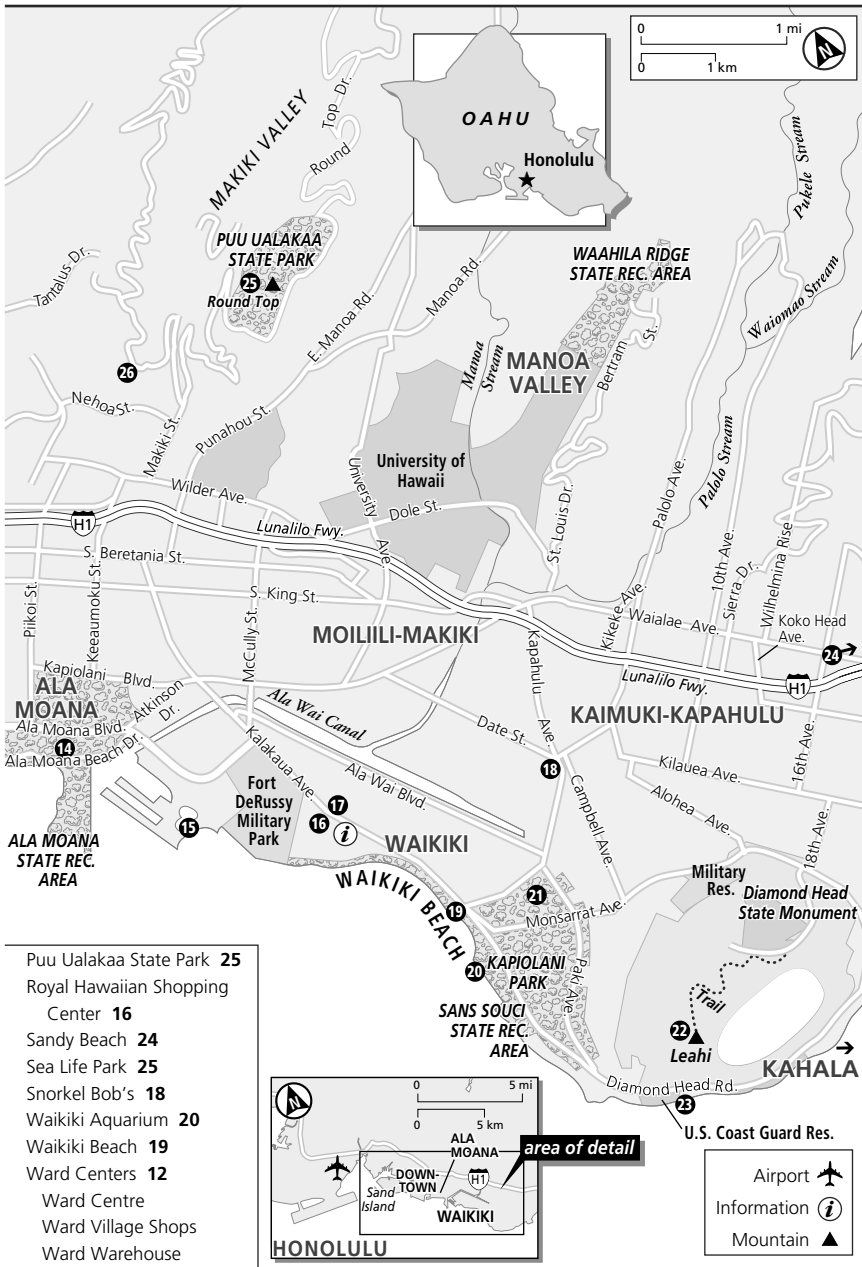 0 1 mi
0 1 km
N
OAHU
Honolulu
MAKIKI VALLEY
Round Top Dr.
Pukele Stream
PUU UALAKAA
STATE PARK
25
Round Top
WAAHILA RIDGE
STATE REC. AREA
Tantalus Dr.
E. Manoa Rd.
Manoa Rd.
Waiomao Stream
Manoa
Stream
MANOA
VALLEY
Bertram St.
26
Nehoa St.
Makiki St.
Punahou St.
University of
Hawaii
Palolo Ave.
Palolo Stream
Wilder Ave.
University Ave.
Dole St.
St. Louis Dr.
H1
Lunalilo Fwy.
10th Ave.
Sierra Dr.
Wilhelmina Rise
S. Beretania St.
Piikoi St.
Keeaumoku St.
S. King St.
McCully St.
MOILIILI-MAKIKI
Kapahulu Ave.
Kikeke Ave.
Waialae Ave.
Koko Head
Ave.
24
Kapiolani Blvd.
ALA
MOANA
Atkinson Dr.
Lunalilo Fwy.
H1
Ala Moana Blvd.
14
Ala Moana Beach Dr.
Ala Wai Canal
Date St.
KAIMUKI-KAPAHULU
16th Ave.
Kalakaua Ave.
Ala Wai Blvd.
18
Kilauea Ave.
Campbell Ave.
Alohea Ave.
18th Ave.
ALA MOANA
STATE REC.
AREA
15
Fort
DeRussy
Military
Park
17
16
i
WAIKIKI
WAIKIKI BEACH
Military
Res.
Diamond Head
State Monument
21
Monsarrat Ave.
19
20
KAPIOLANI
PARK
Paki Ave.
SANS SOUCI
STATE REC.
AREA
Trail
22
Leahi
KAHALA
Diamond Head Rd.
23
U.S. Coast Guard Res.
Puu Ualakaa State Park 25
Royal Hawaiian Shopping
Center 16
Sandy Beach 24
Sea Life Park 25
Snorkel Bob's 18
Waikiki Aquarium 20
Waikiki Beach 19
Ward Centers 12
Ward Centre
Ward Village Shops
Ward Warehouse
N
0 5 mi
0 5 km
ALA
MOANA
area of detail
DOWN-
TOWN
H1
Sand
Island
WAIKIKI
HONOLULU
Airport
Information i
Mountain